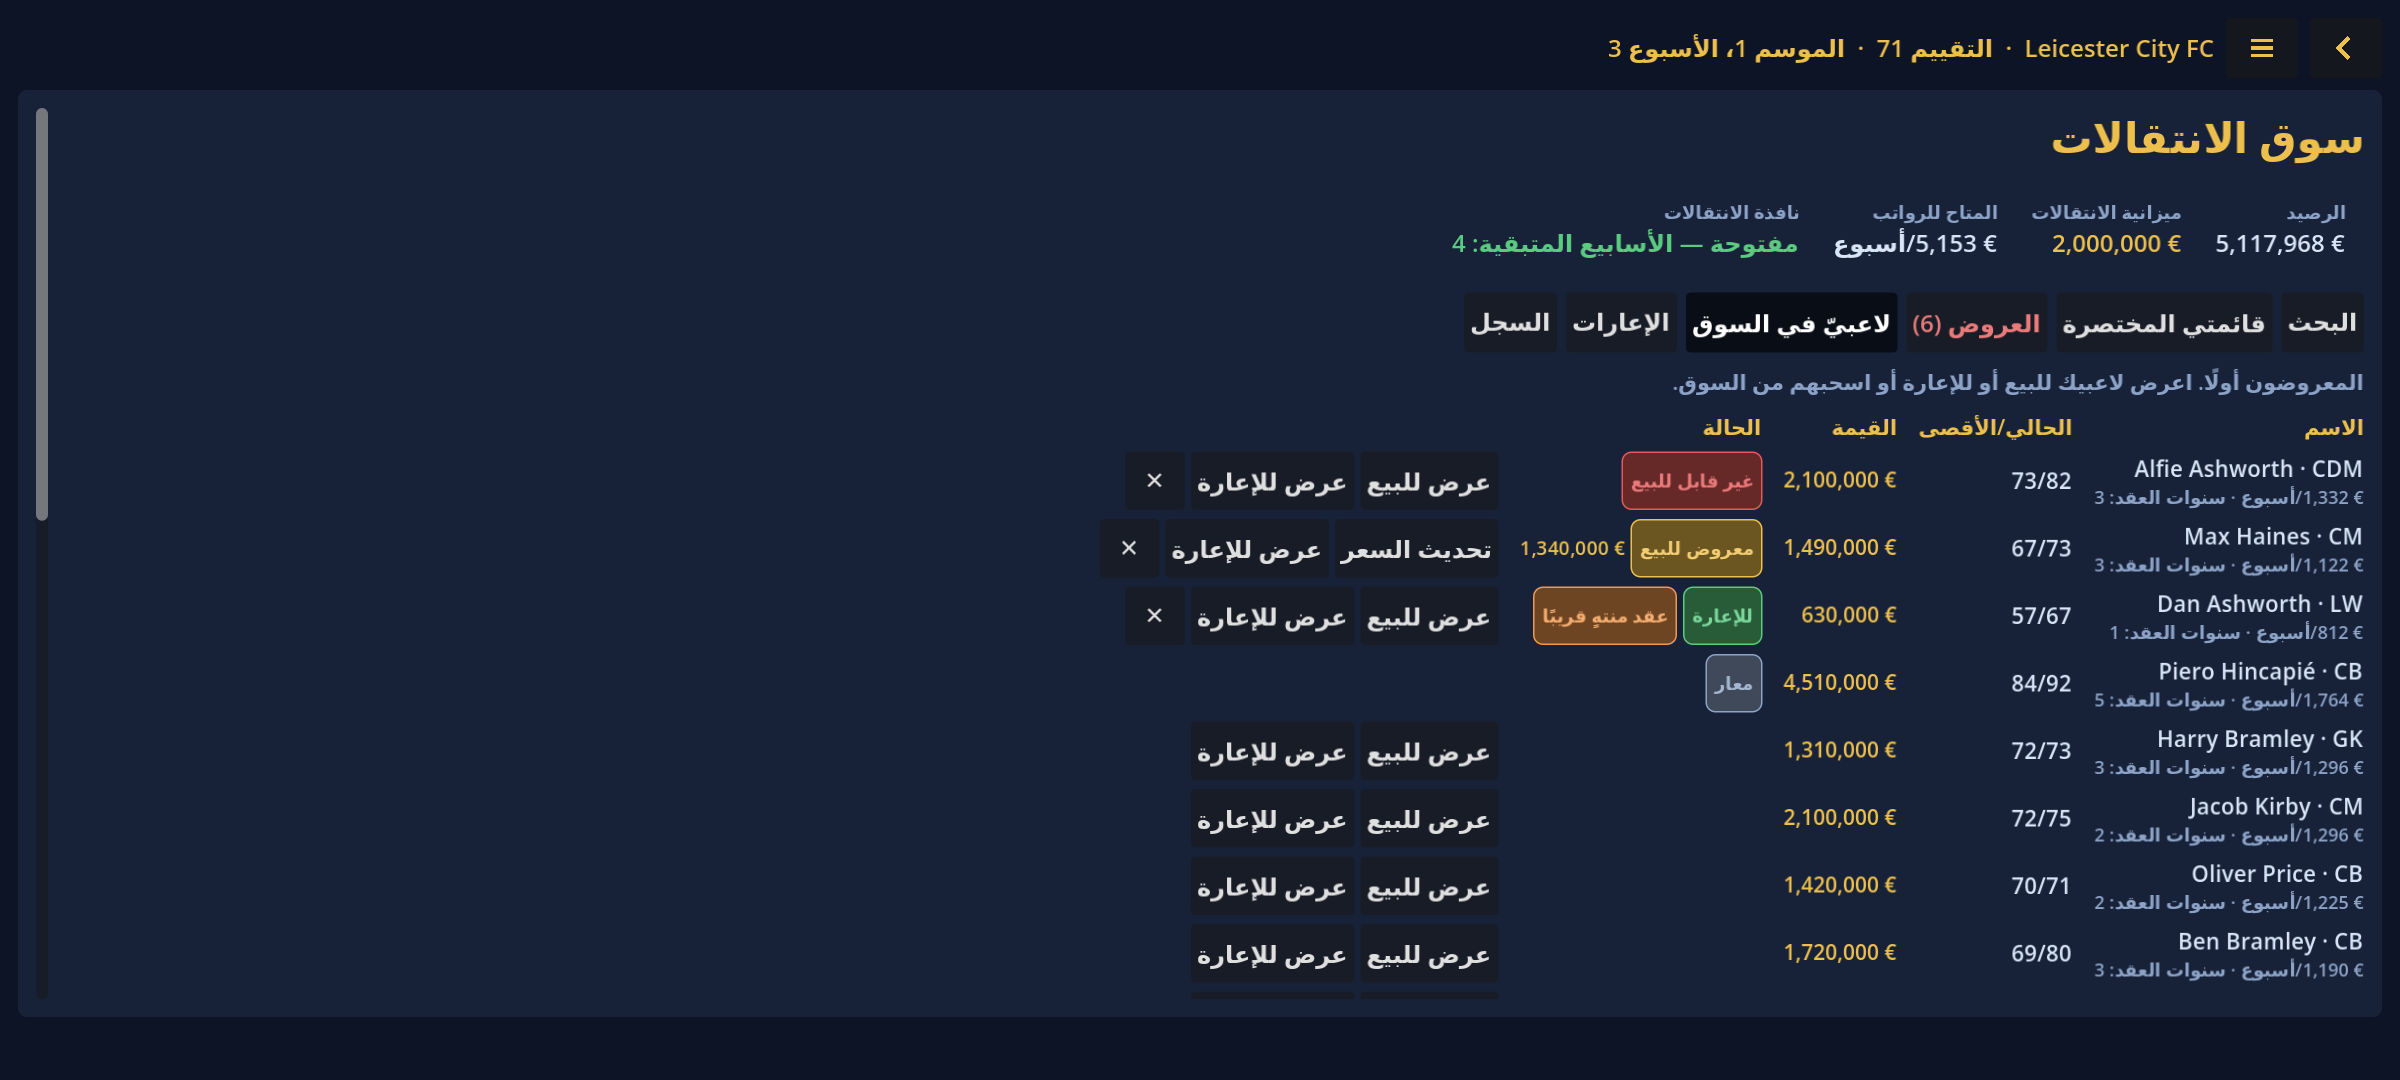 Leicester City FC · التقييم 71 · الموسم 1، الأسبوع 3
سوق الانتقالات
الرصيد ميزانية الانتقالات المتاح للرواتب نافذة الانتقالات
5,117,968 € 2,000,000 € 5,153 €/أسبوع مفتوحة — الأسابيع المتبقية: 4
البحث قائمتي المختصرة العروض (6) لاعبيّ في السوق الإعارات السجل
المعروضون أولًا. اعرض لاعبيك للبيع أو للإعارة أو اسحبهم من السوق.
الاسم الحالي/الأقصى القيمة الحالة
Alfie Ashworth · CDM 73/82 2,100,000 € غير قابل للبيع عرض للبيع عرض للإعارة ✕
1,332 €/أسبوع · سنوات العقد: 3
Max Haines · CM 67/73 1,490,000 € معروض للبيع 1,340,000 € تحديث السعر عرض للإعارة ✕
1,122 €/أسبوع · سنوات العقد: 3
Dan Ashworth · LW 57/67 630,000 € للإعارة عقد منتهٍ قريبًا عرض للبيع عرض للإعارة ✕
812 €/أسبوع · سنوات العقد: 1
Piero Hincapié · CB 84/92 4,510,000 € معار
1,764 €/أسبوع · سنوات العقد: 5
Harry Bramley · GK 72/73 1,310,000 € عرض للبيع عرض للإعارة
1,296 €/أسبوع · سنوات العقد: 3
Jacob Kirby · CM 72/75 2,100,000 € عرض للبيع عرض للإعارة
1,296 €/أسبوع · سنوات العقد: 2
Oliver Price · CB 70/71 1,420,000 € عرض للبيع عرض للإعارة
1,225 €/أسبوع · سنوات العقد: 2
Ben Bramley · CB 69/80 1,720,000 € عرض للبيع عرض للإعارة
1,190 €/أسبوع · سنوات العقد: 3